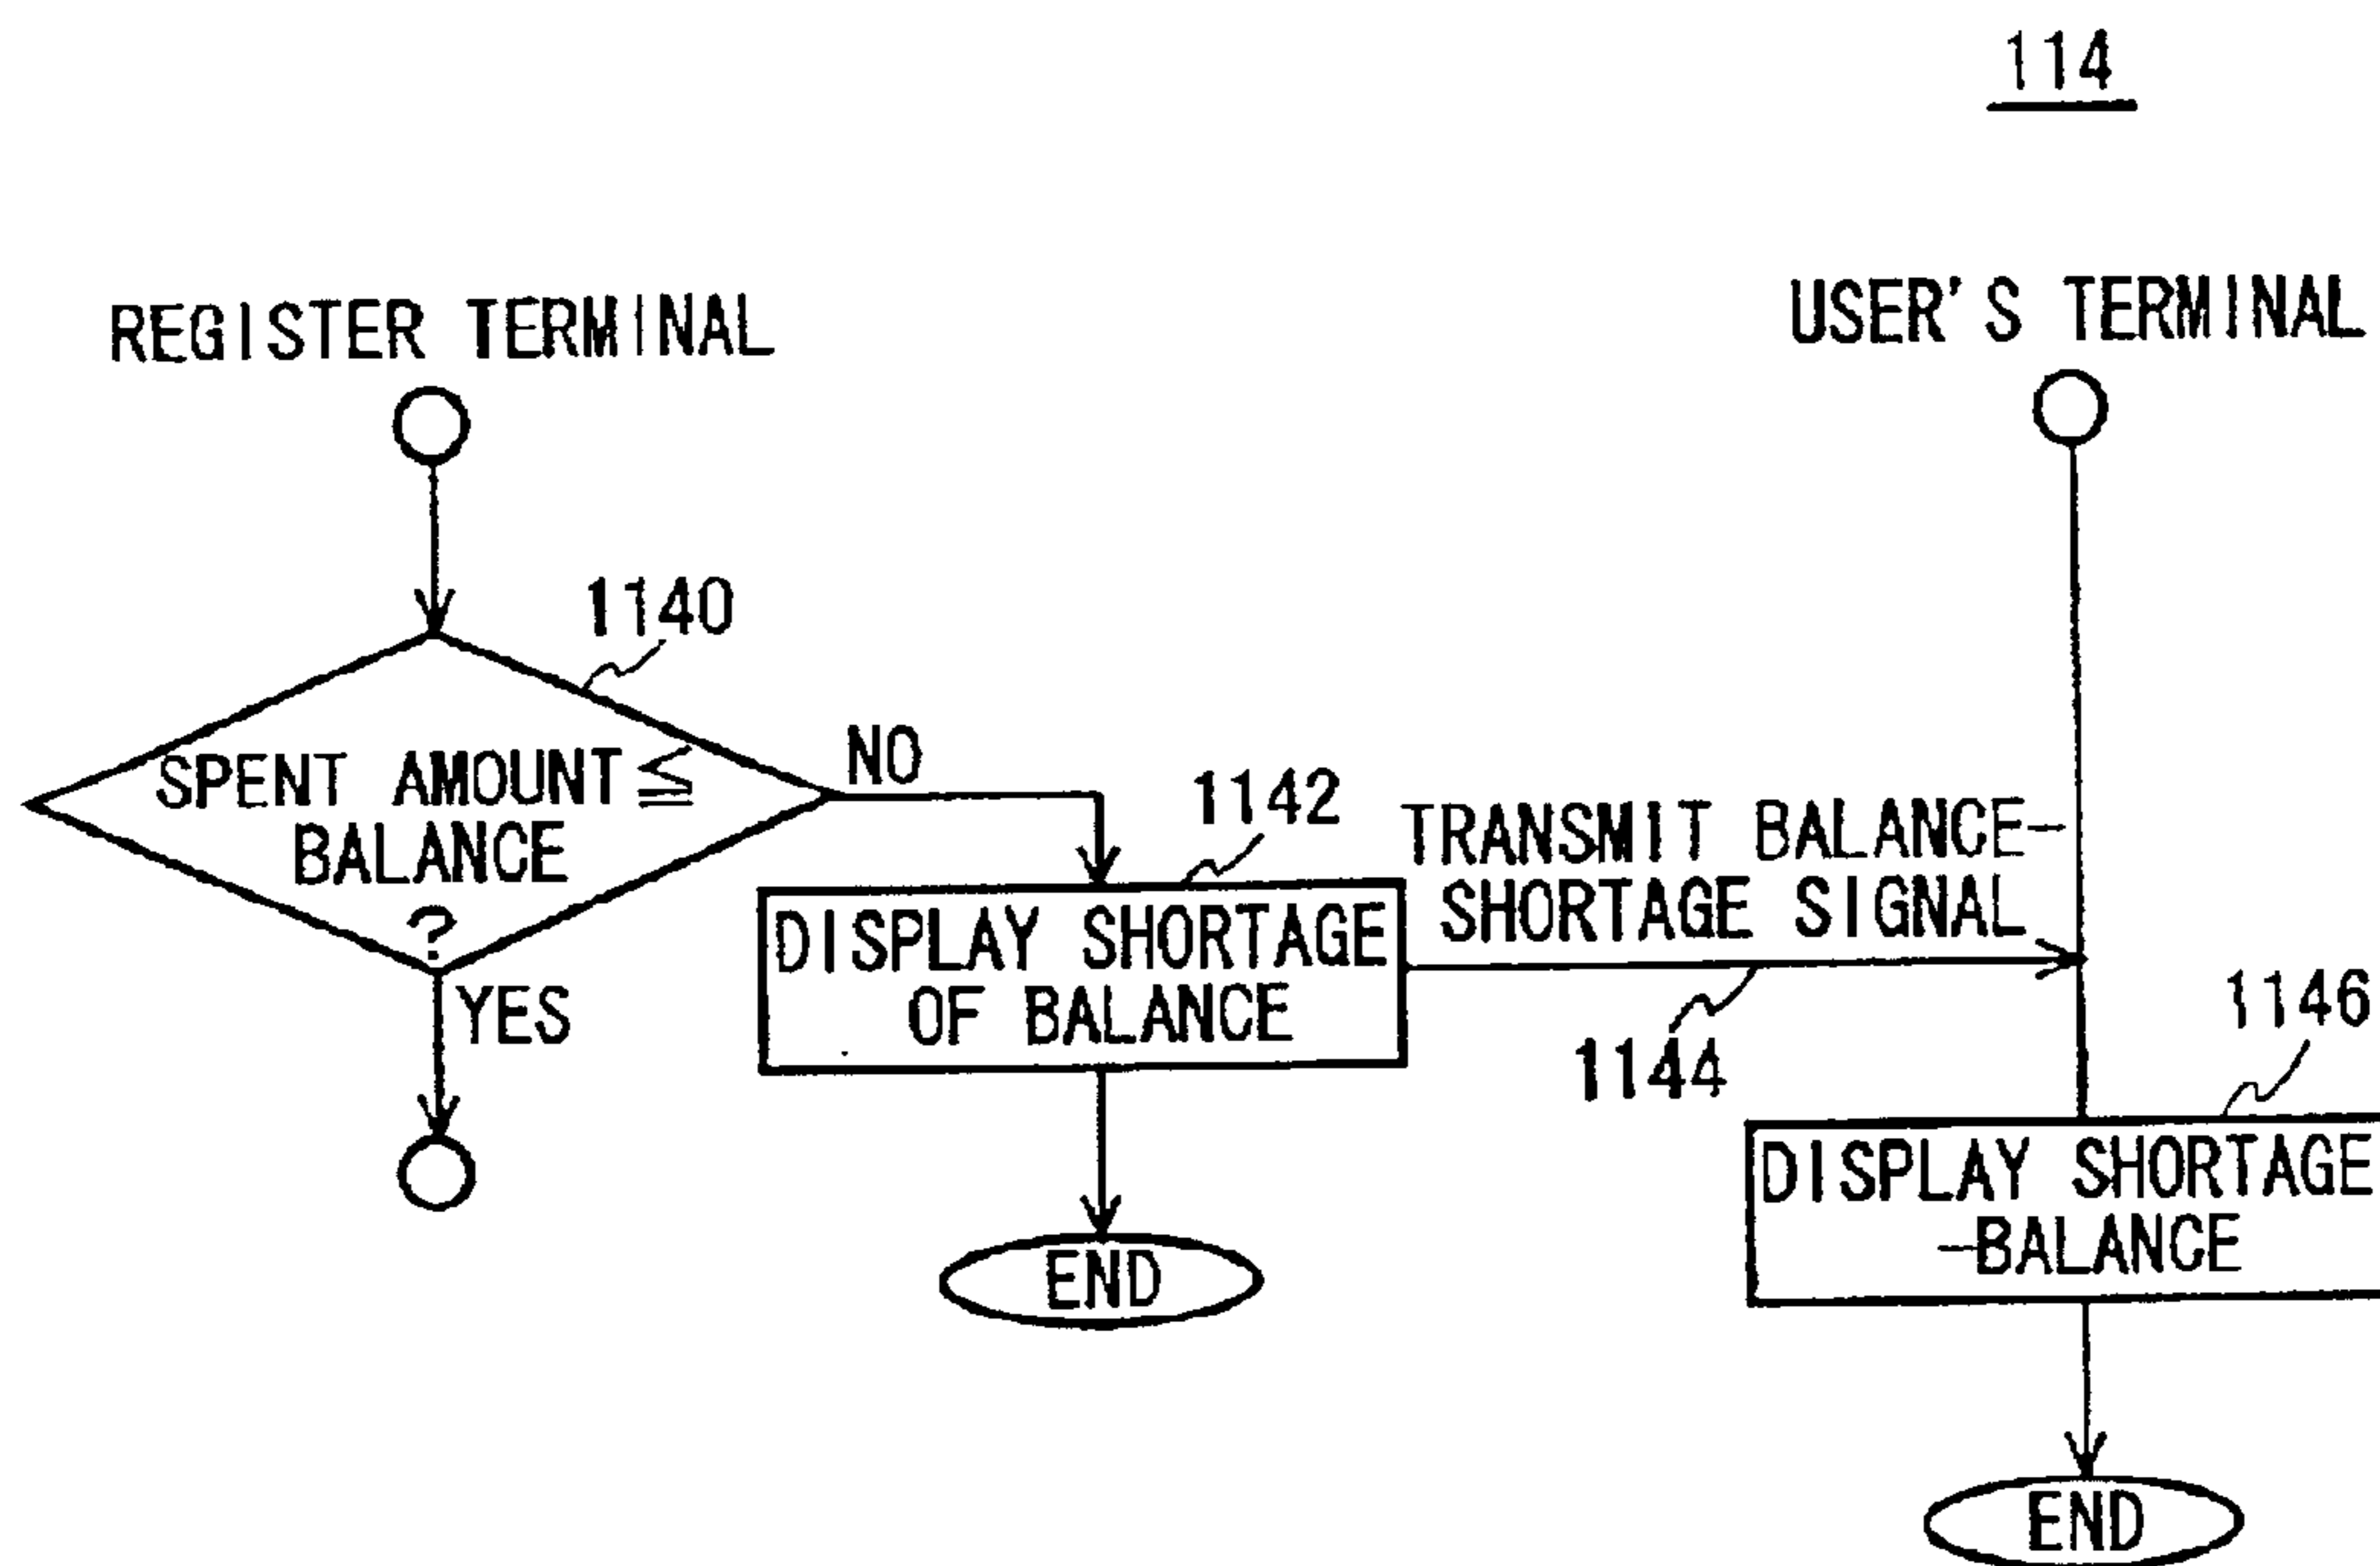 114
REGISTER TERMINAL
USER'S TERMINAL
1140
SPENT AMOUNT ≦
BALANCE
?
NO
YES
1142
DISPLAY SHORTAGE
OF BALANCE
END
TRANSMIT BALANCE-
SHORTAGE SIGNAL
1144
1146
DISPLAY SHORTAGE
-BALANCE
END